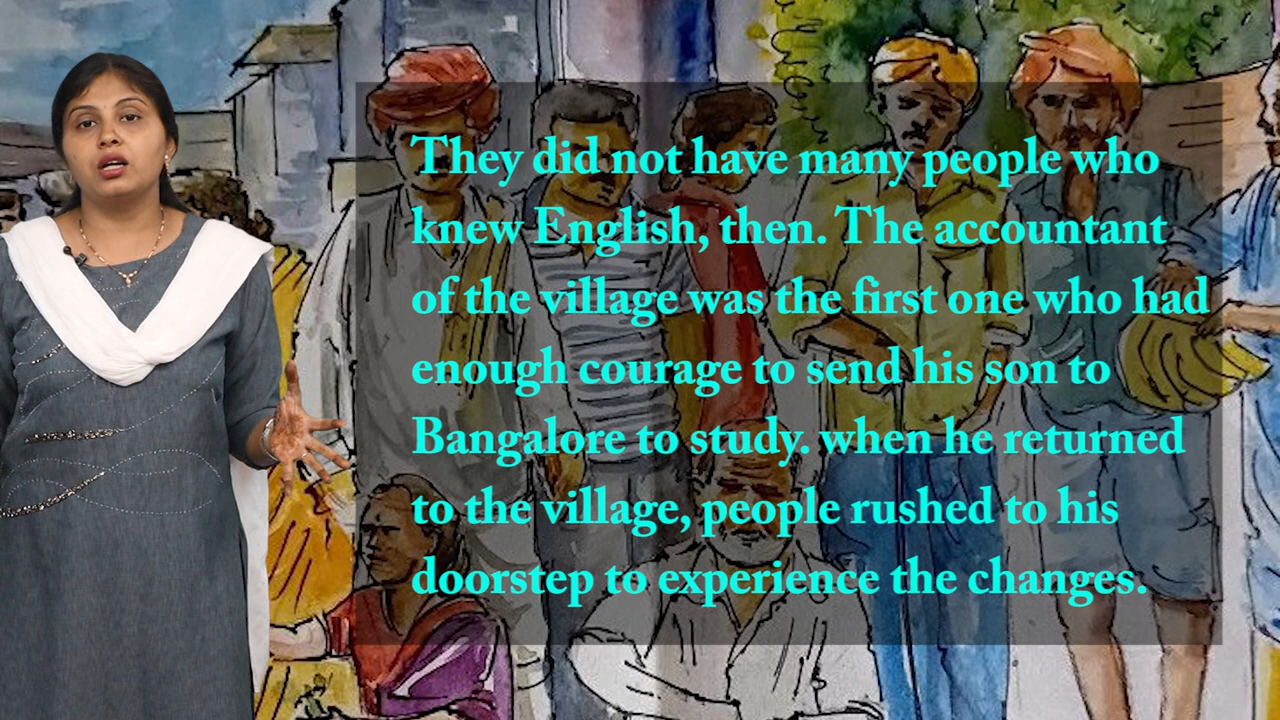 They did not have many people who
knew English, then. The accountant
of the village was the first one who had
enough courage to send his son to
Bangalore to study. when he returned
to the village, people rushed to his
doorstep to experience the changes.